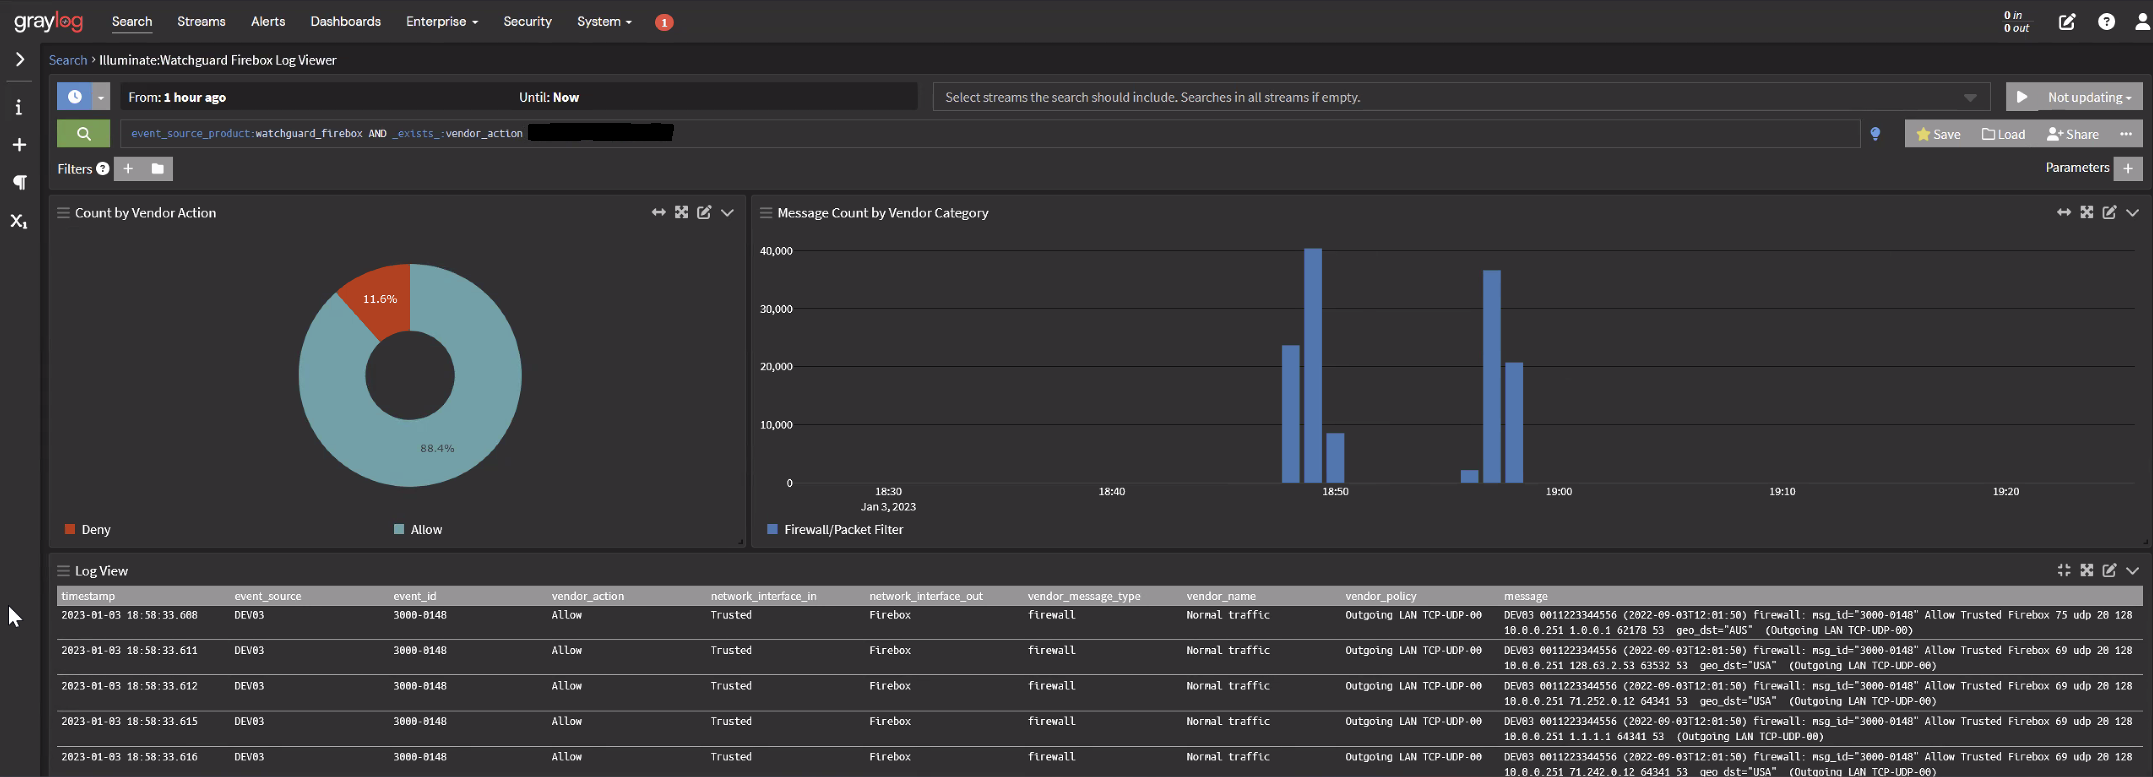 graylog Search Streams Alerts Dashboards Enterprise Security System 1
0 in
0 out
Search › Illuminate:Watchguard Firebox Log Viewer
From: 1 hour ago Until: Now Select streams the search should include. Searches in all streams if empty. Not updating
event_source_product:watchguard_firebox AND _exists_:vendor_action Save Load Share
Filters Parameters
Count by Vendor Action
11.6%
88.4%
Deny Allow
Message Count by Vendor Category
40,000
30,000
20,000
10,000
0
18:30 18:40 18:50 19:00 19:10 19:20
Jan 3, 2023
Firewall/Packet Filter
Log View
timestamp event_source event_id vendor_action network_interface_in network_interface_out vendor_message_type vendor_name vendor_policy message
2023-01-03 18:58:33.608 DEV03 3000-0148 Allow Trusted Firebox firewall Normal traffic Outgoing LAN TCP-UDP-00 DEV03 0011223344556 (2022-09-03T12:01:50) firewall: msg_id="3000-0148" Allow Trusted Firebox 75 udp 20 128
10.0.0.251 1.0.0.1 62178 53 geo_dst="AUS" (Outgoing LAN TCP-UDP-00)
2023-01-03 18:58:33.611 DEV03 3000-0148 Allow Trusted Firebox firewall Normal traffic Outgoing LAN TCP-UDP-00 DEV03 0011223344556 (2022-09-03T12:01:50) firewall: msg_id="3000-0148" Allow Trusted Firebox 69 udp 20 128
10.0.0.251 128.63.2.53 63532 53 geo_dst="USA" (Outgoing LAN TCP-UDP-00)
2023-01-03 18:58:33.612 DEV03 3000-0148 Allow Trusted Firebox firewall Normal traffic Outgoing LAN TCP-UDP-00 DEV03 0011223344556 (2022-09-03T12:01:50) firewall: msg_id="3000-0148" Allow Trusted Firebox 69 udp 20 128
10.0.0.251 71.252.0.12 64341 53 geo_dst="USA" (Outgoing LAN TCP-UDP-00)
2023-01-03 18:58:33.615 DEV03 3000-0148 Allow Trusted Firebox firewall Normal traffic Outgoing LAN TCP-UDP-00 DEV03 0011223344556 (2022-09-03T12:01:50) firewall: msg_id="3000-0148" Allow Trusted Firebox 69 udp 20 128
10.0.0.251 1.1.1.1 64341 53 (Outgoing LAN TCP-UDP-00)
2023-01-03 18:58:33.616 DEV03 3000-0148 Allow Trusted Firebox firewall Normal traffic Outgoing LAN TCP-UDP-00 DEV03 0011223344556 (2022-09-03T12:01:50) firewall: msg_id="3000-0148" Allow Trusted Firebox 69 udp 20 128
10.0.0.251 71.242.0.12 64341 53 geo_dst="USA" (Outgoing LAN TCP-UDP-00)